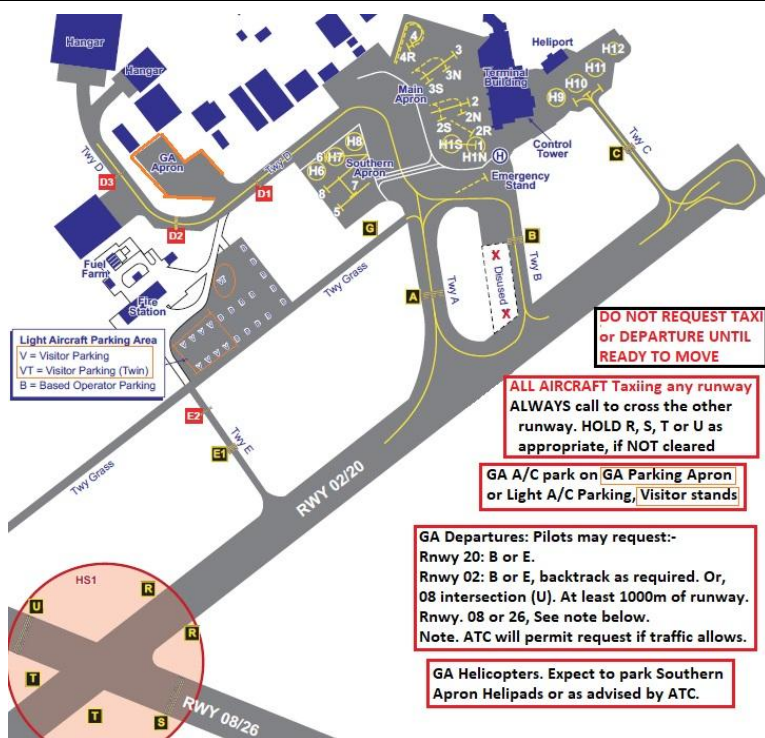 Hangar
Hangar
4
4R
3
3N
3S
Main
Apron
2
2N
2S
2R
H1S
1
H1N
Terminal
Building
Heliport
H12
H11
H10
H9
Control
Tower
H
Emergency
Stand
Twy C
C
Twy D
GA
Apron
Twy D
D3
D1
D2
H8
6
H7
H6
Southern
Apron
8
7
5
G
B
Twy B
X
Disused
X
A
Twy A
Fuel
Farm
Fire
Station
Twy Grass
VT
B B B B B
B B B B
V V V V B B B
V V V V V B B
V V V V
Light Aircraft Parking Area
V = Visitor Parking
VT = Visitor Parking (Twin)
B = Based Operator Parking
E2
Twy E
E1
Twy Grass
RWY 02/20
DO NOT REQUEST TAXI
or DEPARTURE UNTIL
READY TO MOVE
ALL AIRCRAFT Taxiing any runway
ALWAYS call to cross the other
runway. HOLD R, S, T or U as
appropriate, if NOT cleared
GA A/C park on GA Parking Apron
or Light A/C Parking, Visitor stands
GA Departures: Pilots may request:-
Rnwy 20: B or E.
Rnwy 02: B or E, backtrack as required. Or,
08 intersection (U). At least 1000m of runway.
Rnwy. 08 or 26, See note below.
Note. ATC will permit request if traffic allows.
GA Helicopters. Expect to park Southern
Apron Helipads or as advised by ATC.
HS1
R
U
R
T
T
S
RWY 08/26